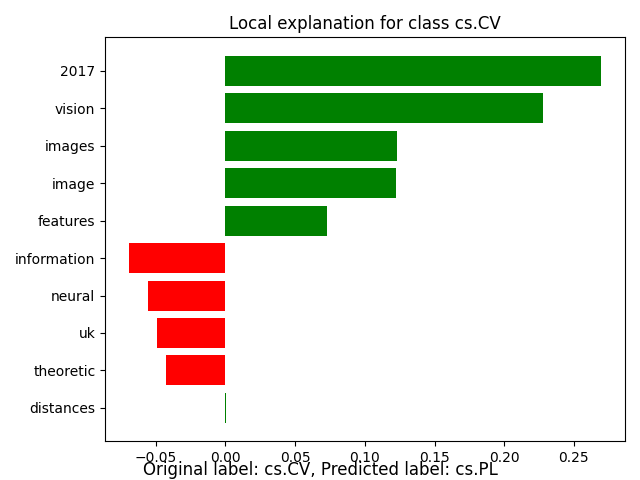 Local explanation for class cs.CV
2017
vision
images
image
features
information
neural
uk
theoretic
distances
−0.05 0.00 0.05 0.10 0.15 0.20 0.25
Original label: cs.CV, Predicted label: cs.PL